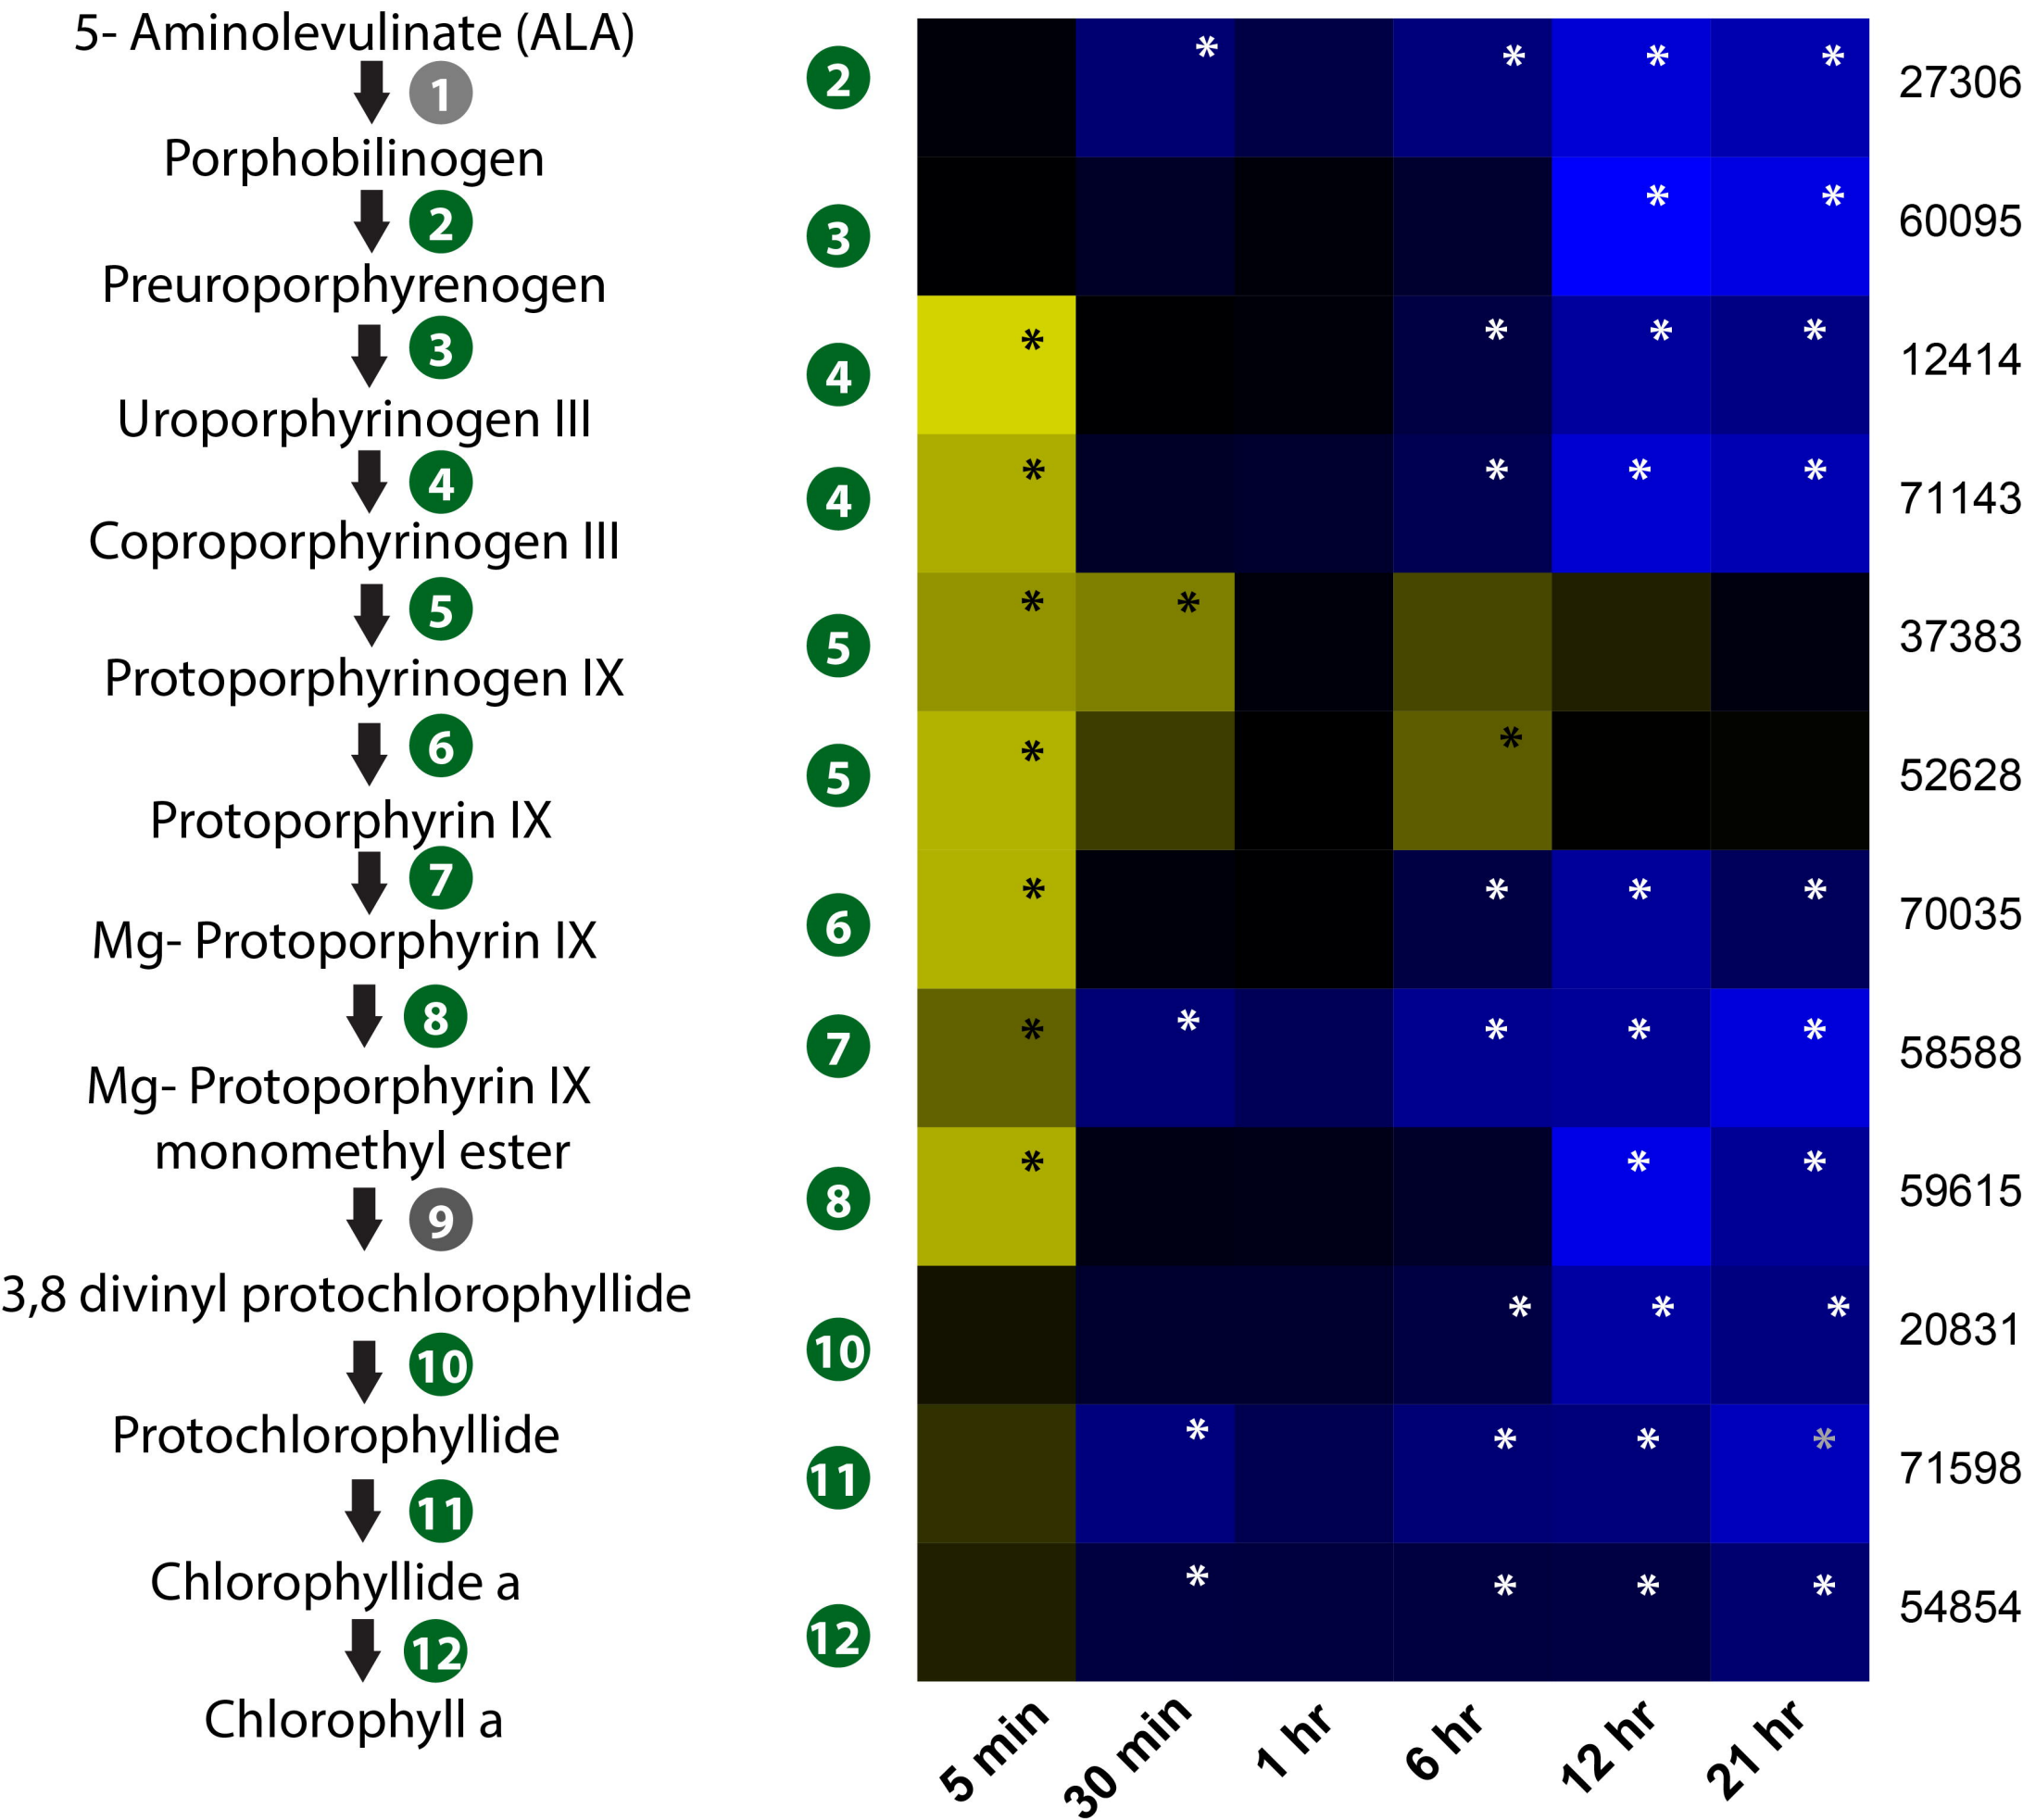 5- Aminolevulinate (ALA)
1
Porphobilinogen
2
Preuroporphyrenogen
3
Uroporphyrinogen III
4
Coproporphyrinogen III
5
Protoporphyrinogen IX
6
Protoporphyrin IX
7
Mg- Protoporphyrin IX
8
Mg- Protoporphyrin IX
monomethyl ester
9
3,8 divinyl protochlorophyllide
10
Protochlorophyllide
11
Chlorophyllide a
12
Chlorophyll a
2 * * * * 27306
3 * * 60095
4 * * * * 12414
4 * * * * 71143
5 * * 37383
5 * * 52628
6 * * * * 70035
7 * * * * * 58588
8 * * * 59615
10 * * * 20831
11 * * * * 71598
12 * * * * 54854
5 min 30 min 1 hr 6 hr 12 hr 21 hr